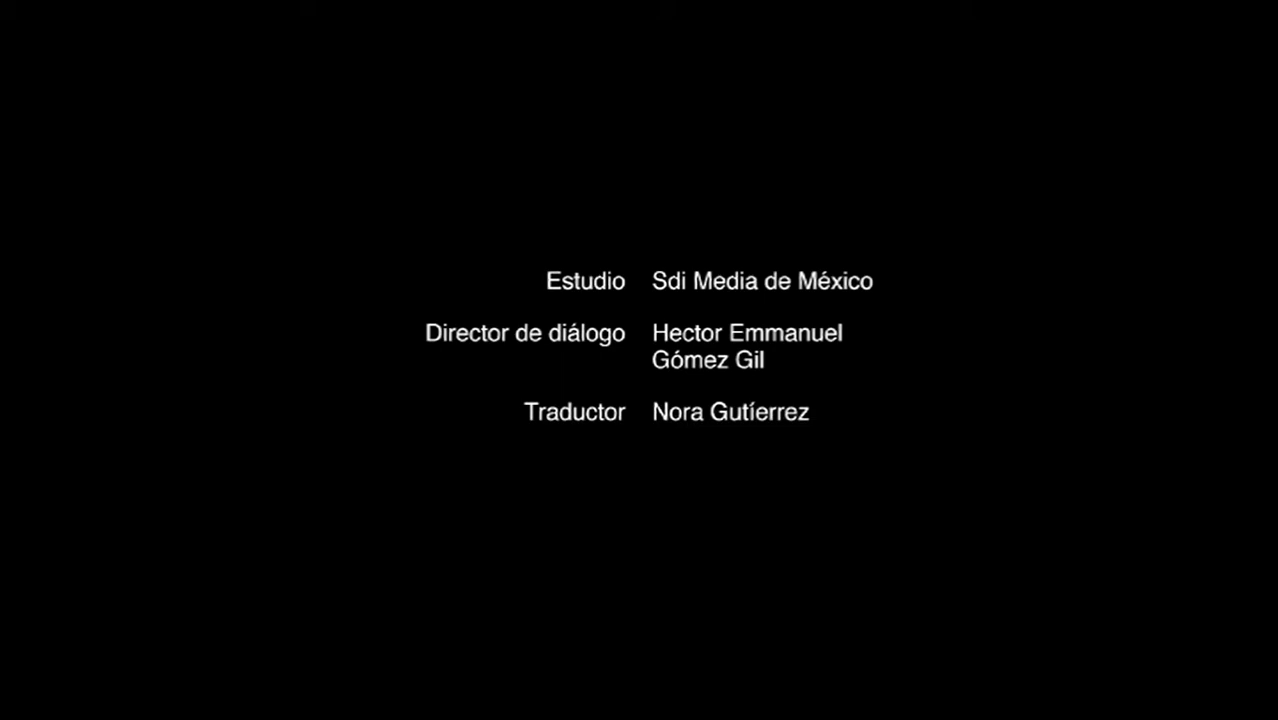 Estudio Sdi Media de México
Director de diálogo Hector Emmanuel
Gómez Gil
Traductor Nora Gutíerrez